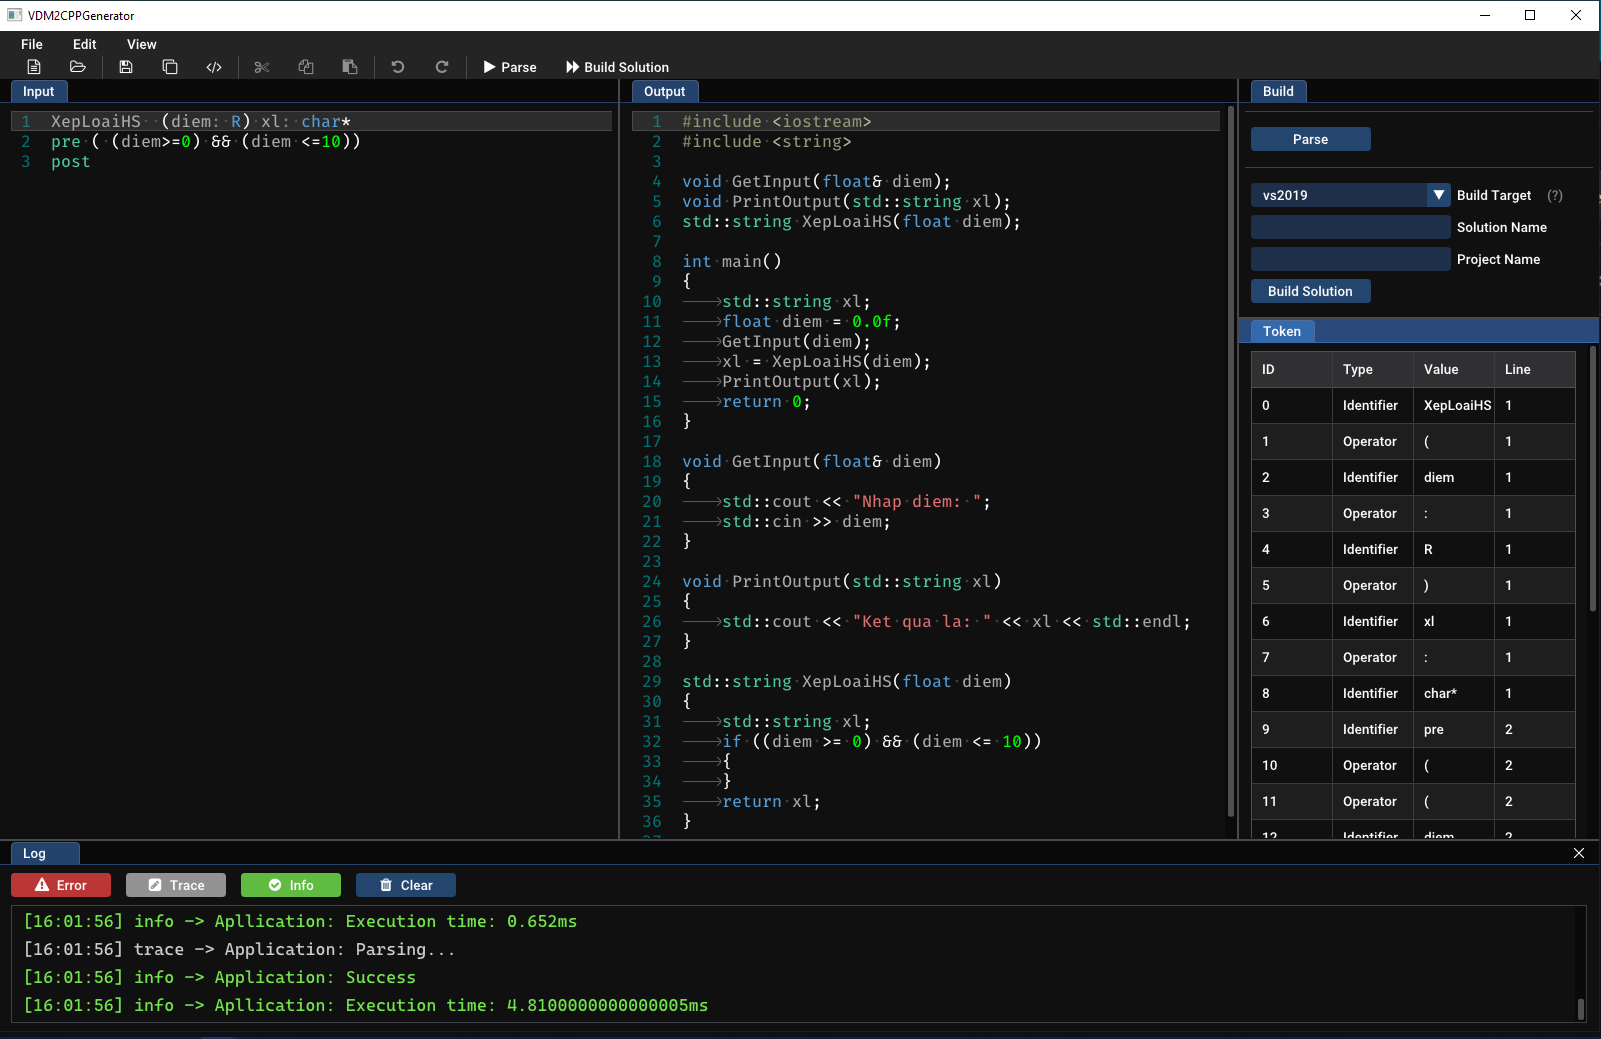 VDM2CPPGenerator
File Edit View
Parse Build Solution
Input
1 XepLoaiHS (diem: R) xl: char*
2 pre ( (diem>=0) && (diem <=10))
3 post
Output
1 #include <iostream>
2 #include <string>
3
4 void GetInput(float& diem);
5 void PrintOutput(std::string xl);
6 std::string XepLoaiHS(float diem);
7
8 int main()
9 {
10 std::string xl;
11 float diem = 0.0f;
12 GetInput(diem);
13 xl = XepLoaiHS(diem);
14 PrintOutput(xl);
15 return 0;
16 }
17
18 void GetInput(float& diem)
19 {
20 std::cout << "Nhap diem: ";
21 std::cin >> diem;
22 }
23
24 void PrintOutput(std::string xl)
25 {
26 std::cout << "Ket qua la: " << xl << std::endl;
27 }
28
29 std::string XepLoaiHS(float diem)
30 {
31 std::string xl;
32 if ((diem >= 0) && (diem <= 10))
33 {
34 }
35 return xl;
36 }
Build
Parse
vs2019 Build Target (?)
Solution Name
Project Name
Build Solution
Token
ID Type Value Line
0 Identifier XepLoaiHS 1
1 Operator ( 1
2 Identifier diem 1
3 Operator : 1
4 Identifier R 1
5 Operator ) 1
6 Identifier xl 1
7 Operator : 1
8 Identifier char* 1
9 Identifier pre 2
10 Operator ( 2
11 Operator ( 2
12 Identifier diem 2
Log
Error Trace Info Clear
[16:01:56] info -> Apllication: Execution time: 0.652ms
[16:01:56] trace -> Application: Parsing...
[16:01:56] info -> Application: Success
[16:01:56] info -> Apllication: Execution time: 4.8100000000000005ms